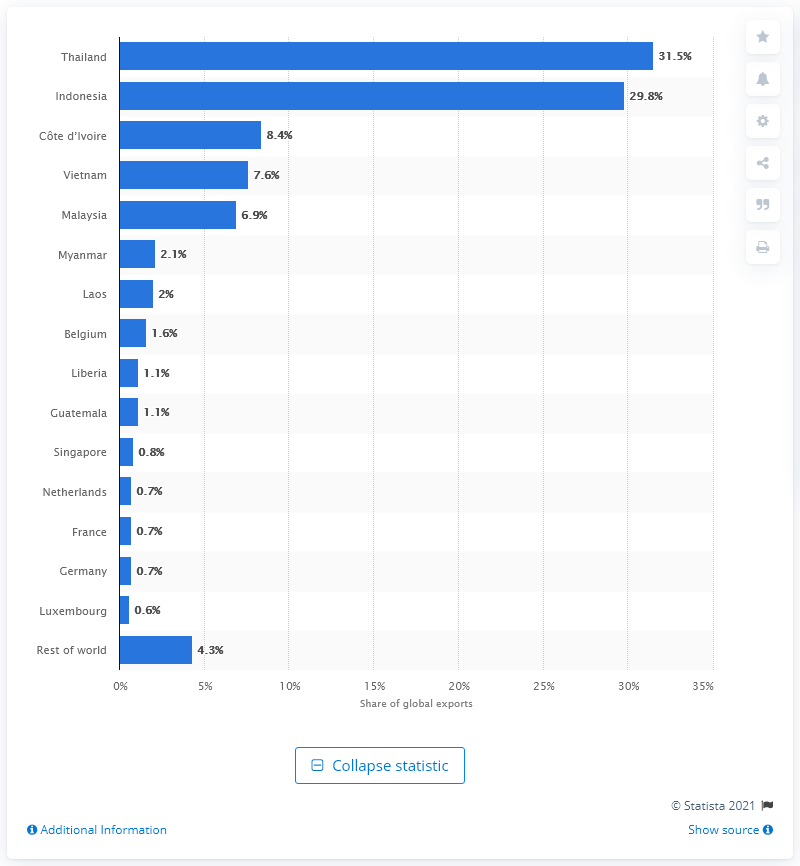 Thailand 31.5%
Indonesia 29.8%
Côte d'Ivoire 8.4%
Vietnam 7.6%
Malaysia 6.9%
Myanmar 2.1%
Laos 2%
Belgium 1.6%
Liberia 1.1%
Guatemala 1.1%
Singapore 0.8%
Netherlands 0.7%
France 0.7%
Germany 0.7%
Luxembourg 0.6%
Rest of world 4.3%
0% 5% 10% 15% 20% 25% 30% 35%
Share of global exports
Collapse statistic
© Statista 2021
Additional Information Show source